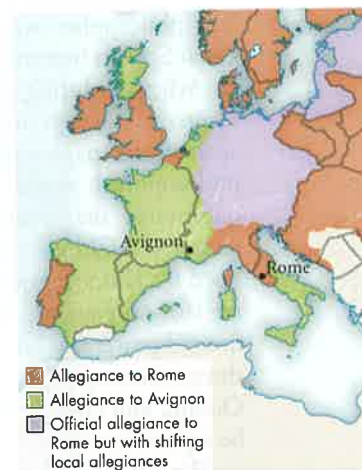 Avignon
Rome
Allegiance to Rome
Allegiance to Avignon
Official allegiance to
Rome but with shifting
local allegiances